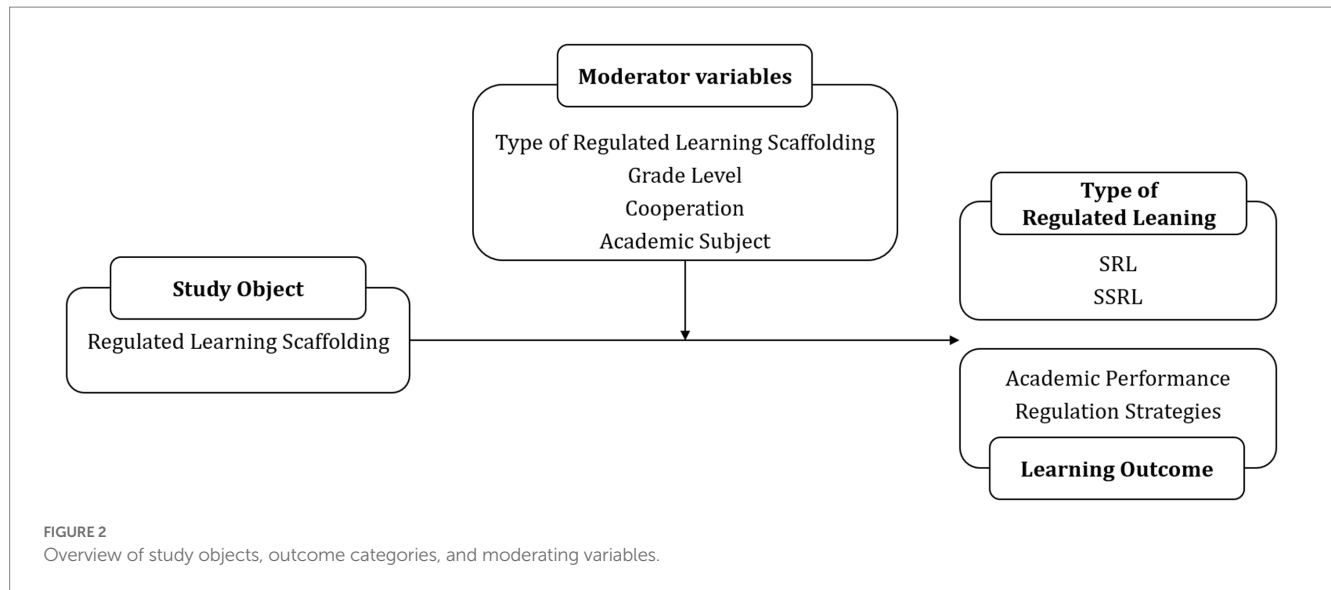 Moderator variables
Type of Regulated Learning Scaffolding
Grade Level
Cooperation
Academic Subject
Study Object
Regulated Learning Scaffolding
Type of
Regulated Leaning
SRL
SSRL
Academic Performance
Regulation Strategies
Learning Outcome
FIGURE 2
Overview of study objects, outcome categories, and moderating variables.